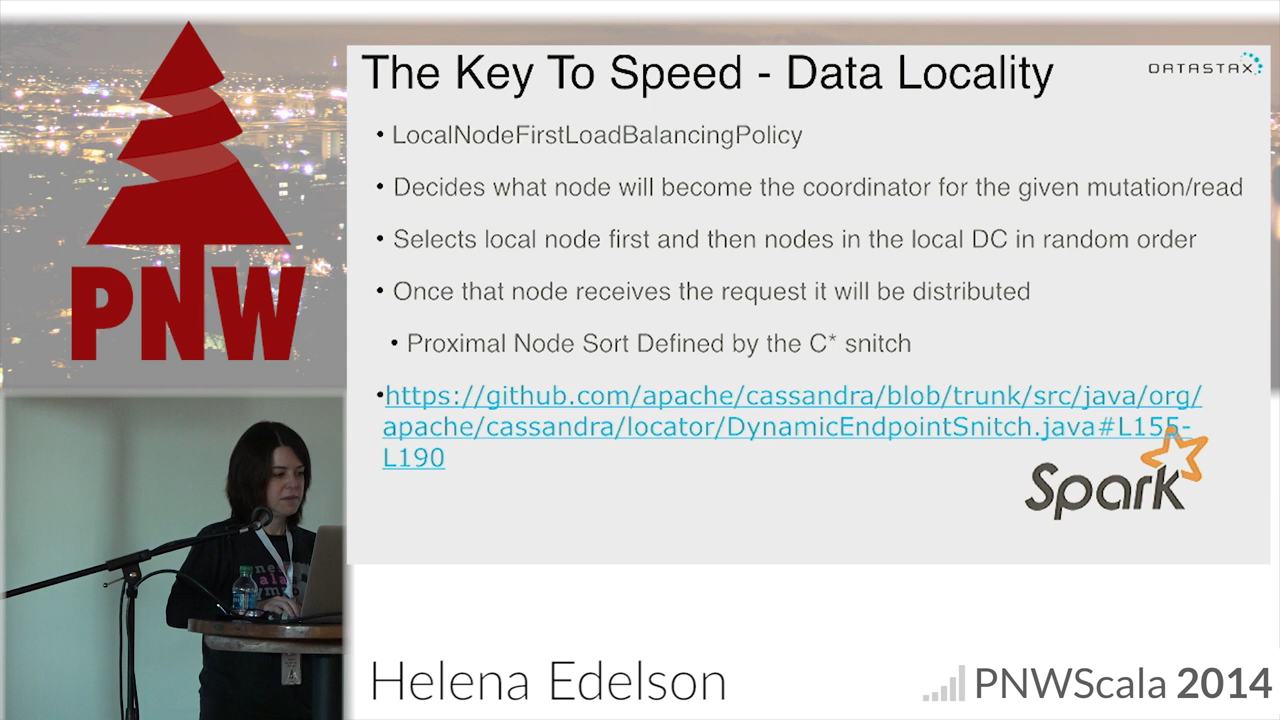 The Key To Speed - Data Locality
DATASTAX
• LocalNodeFirstLoadBalancingPolicy
• Decides what node will become the coordinator for the given mutation/read
• Selects local node first and then nodes in the local DC in random order
• Once that node receives the request it will be distributed
• Proximal Node Sort Defined by the C* snitch
•https://github.com/apache/cassandra/blob/trunk/src/java/org/
apache/cassandra/locator/DynamicEndpointSnitch.java#L155-
L190
Spark
PNW
Helena Edelson
PNWScala 2014